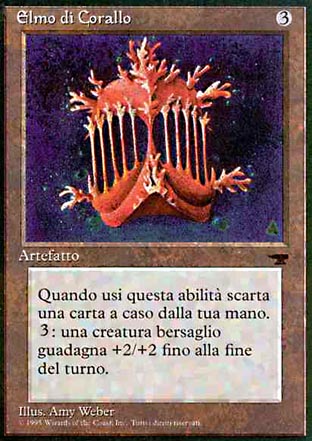 Elmo di Corallo 3
Artefatto
Quando usi questa abilità scarta
una carta a caso dalla tua mano.
3: una creatura bersaglio
guadagna +2/+2 fino alla fine
del turno.
Illus. Amy Weber
© 1995 Wizards of the Coast, Inc. Tutti i diritti riservati.